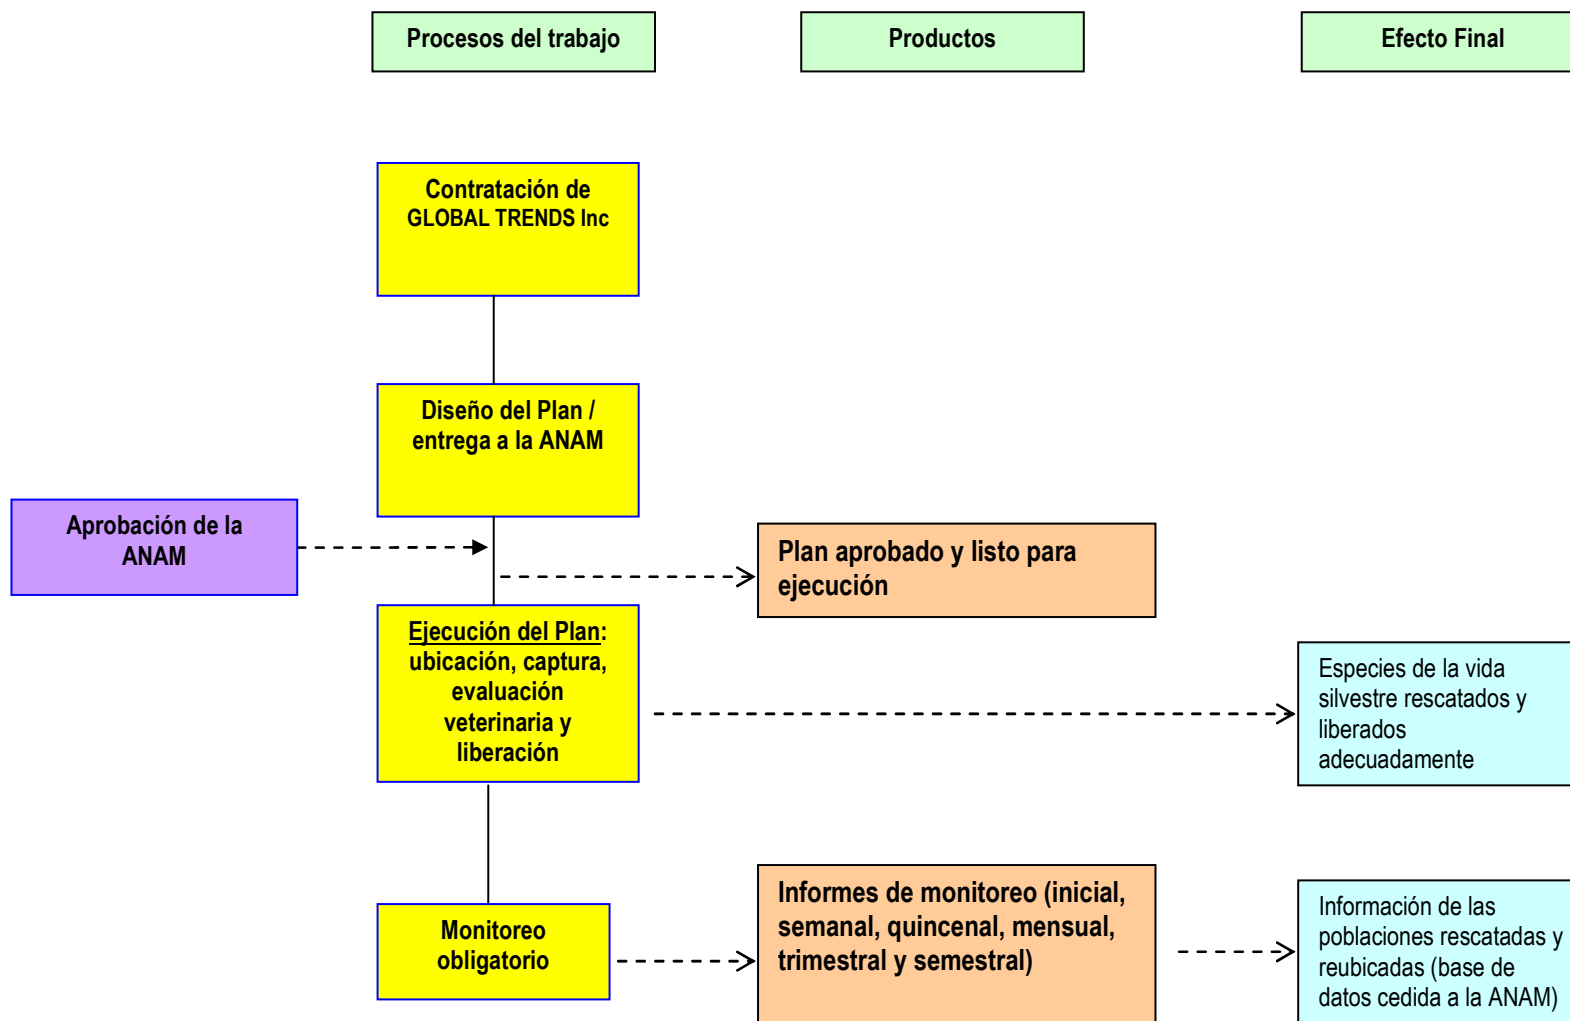 Procesos del trabajo
Productos
Efecto Final
Contratación de
GLOBAL TRENDS Inc
Diseño del Plan /
entrega a la ANAM
Aprobación de la
ANAM
Plan aprobado y listo para
ejecución
Ejecución del Plan:
ubicación, captura,
evaluación
veterinaria y
liberación
Especies de la vida
silvestre rescatados y
liberados
adecuadamente
Monitoreo
obligatorio
Informes de monitoreo (inicial,
semanal, quincenal, mensual,
trimestral y semestral)
Información de las
poblaciones rescatadas y
reubicadas (base de
datos cedida a la ANAM)